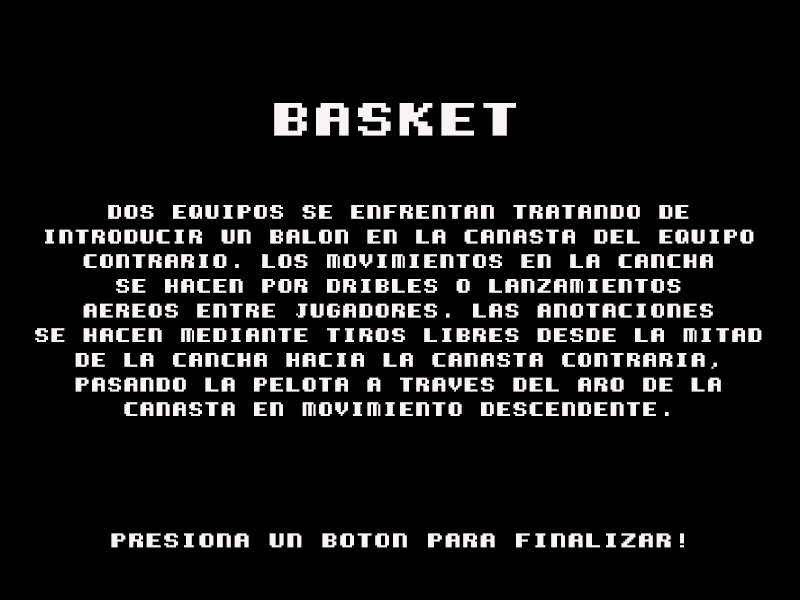 BASKET
DOS EQUIPOS SE ENFRENTAN TRATANDO DE
INTRODUCIR UN BALON EN LA CANASTA DEL EQUIPO
CONTRARIO. LOS MOVIMIENTOS EN LA CANCHA
SE HACEN POR DRIBLES O LANZAMIENTOS
AEREOS ENTRE JUGADORES. LAS ANOTACIONES
SE HACEN MEDIANTE TIROS LIBRES DESDE LA MITAD
DE LA CANCHA HACIA LA CANASTA CONTRARIA,
PASANDO LA PELOTA A TRAVES DEL ARO DE LA
CANASTA EN MOVIMIENTO DESCENDENTE.
PRESIONA UN BOTON PARA FINALIZAR!